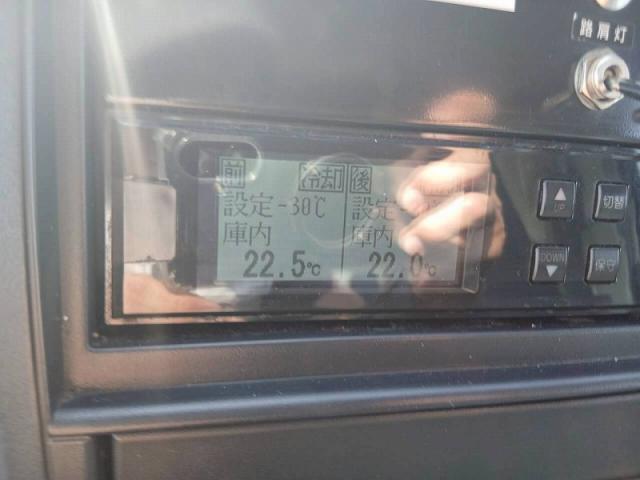 路肩灯
前 冷却 後
設定-30℃ 設定
庫内 庫内
22.5℃ 22.0℃
UP 切替
DOWN 保守